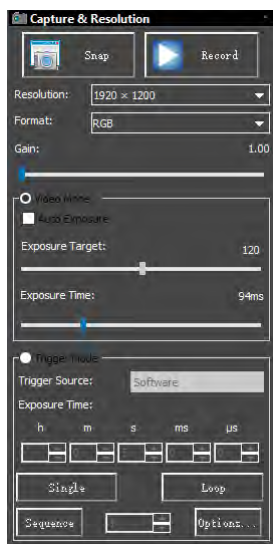 Capture & Resolution
Snap Record
Resolution: 1920 × 1200
Format: RGB
Gain: 1.00
Video Mode
Auto Exposure
Exposure Target: 120
Exposure Time: 94ms
Trigger Mode
Trigger Source: Software
Exposure Time:
h m s ms µs
Single Loop
Sequence Options...